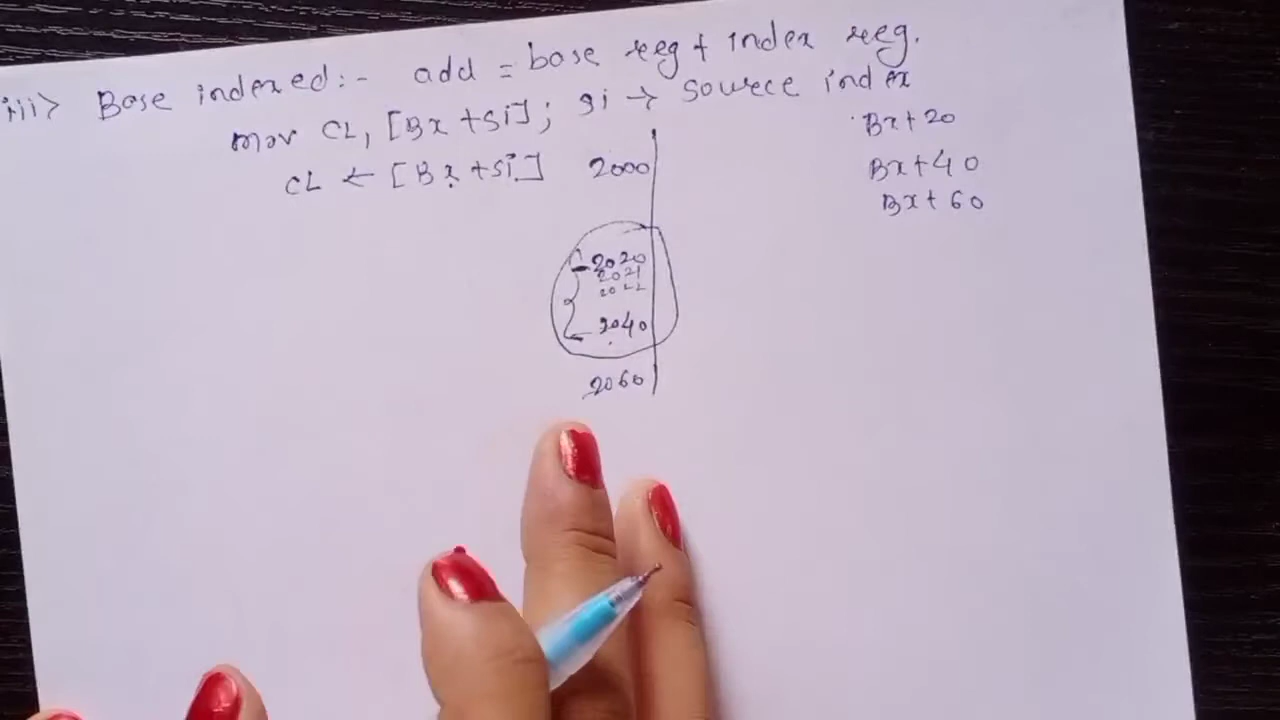 iii> Base indexed:- add = base reg + index reg.
mov CL, [Bx + Si]; Si → Source index
CL ← [Bx + Si]
Bx + 20
Bx + 40
Bx + 60
2000
2020
2021
2022
2040
2060